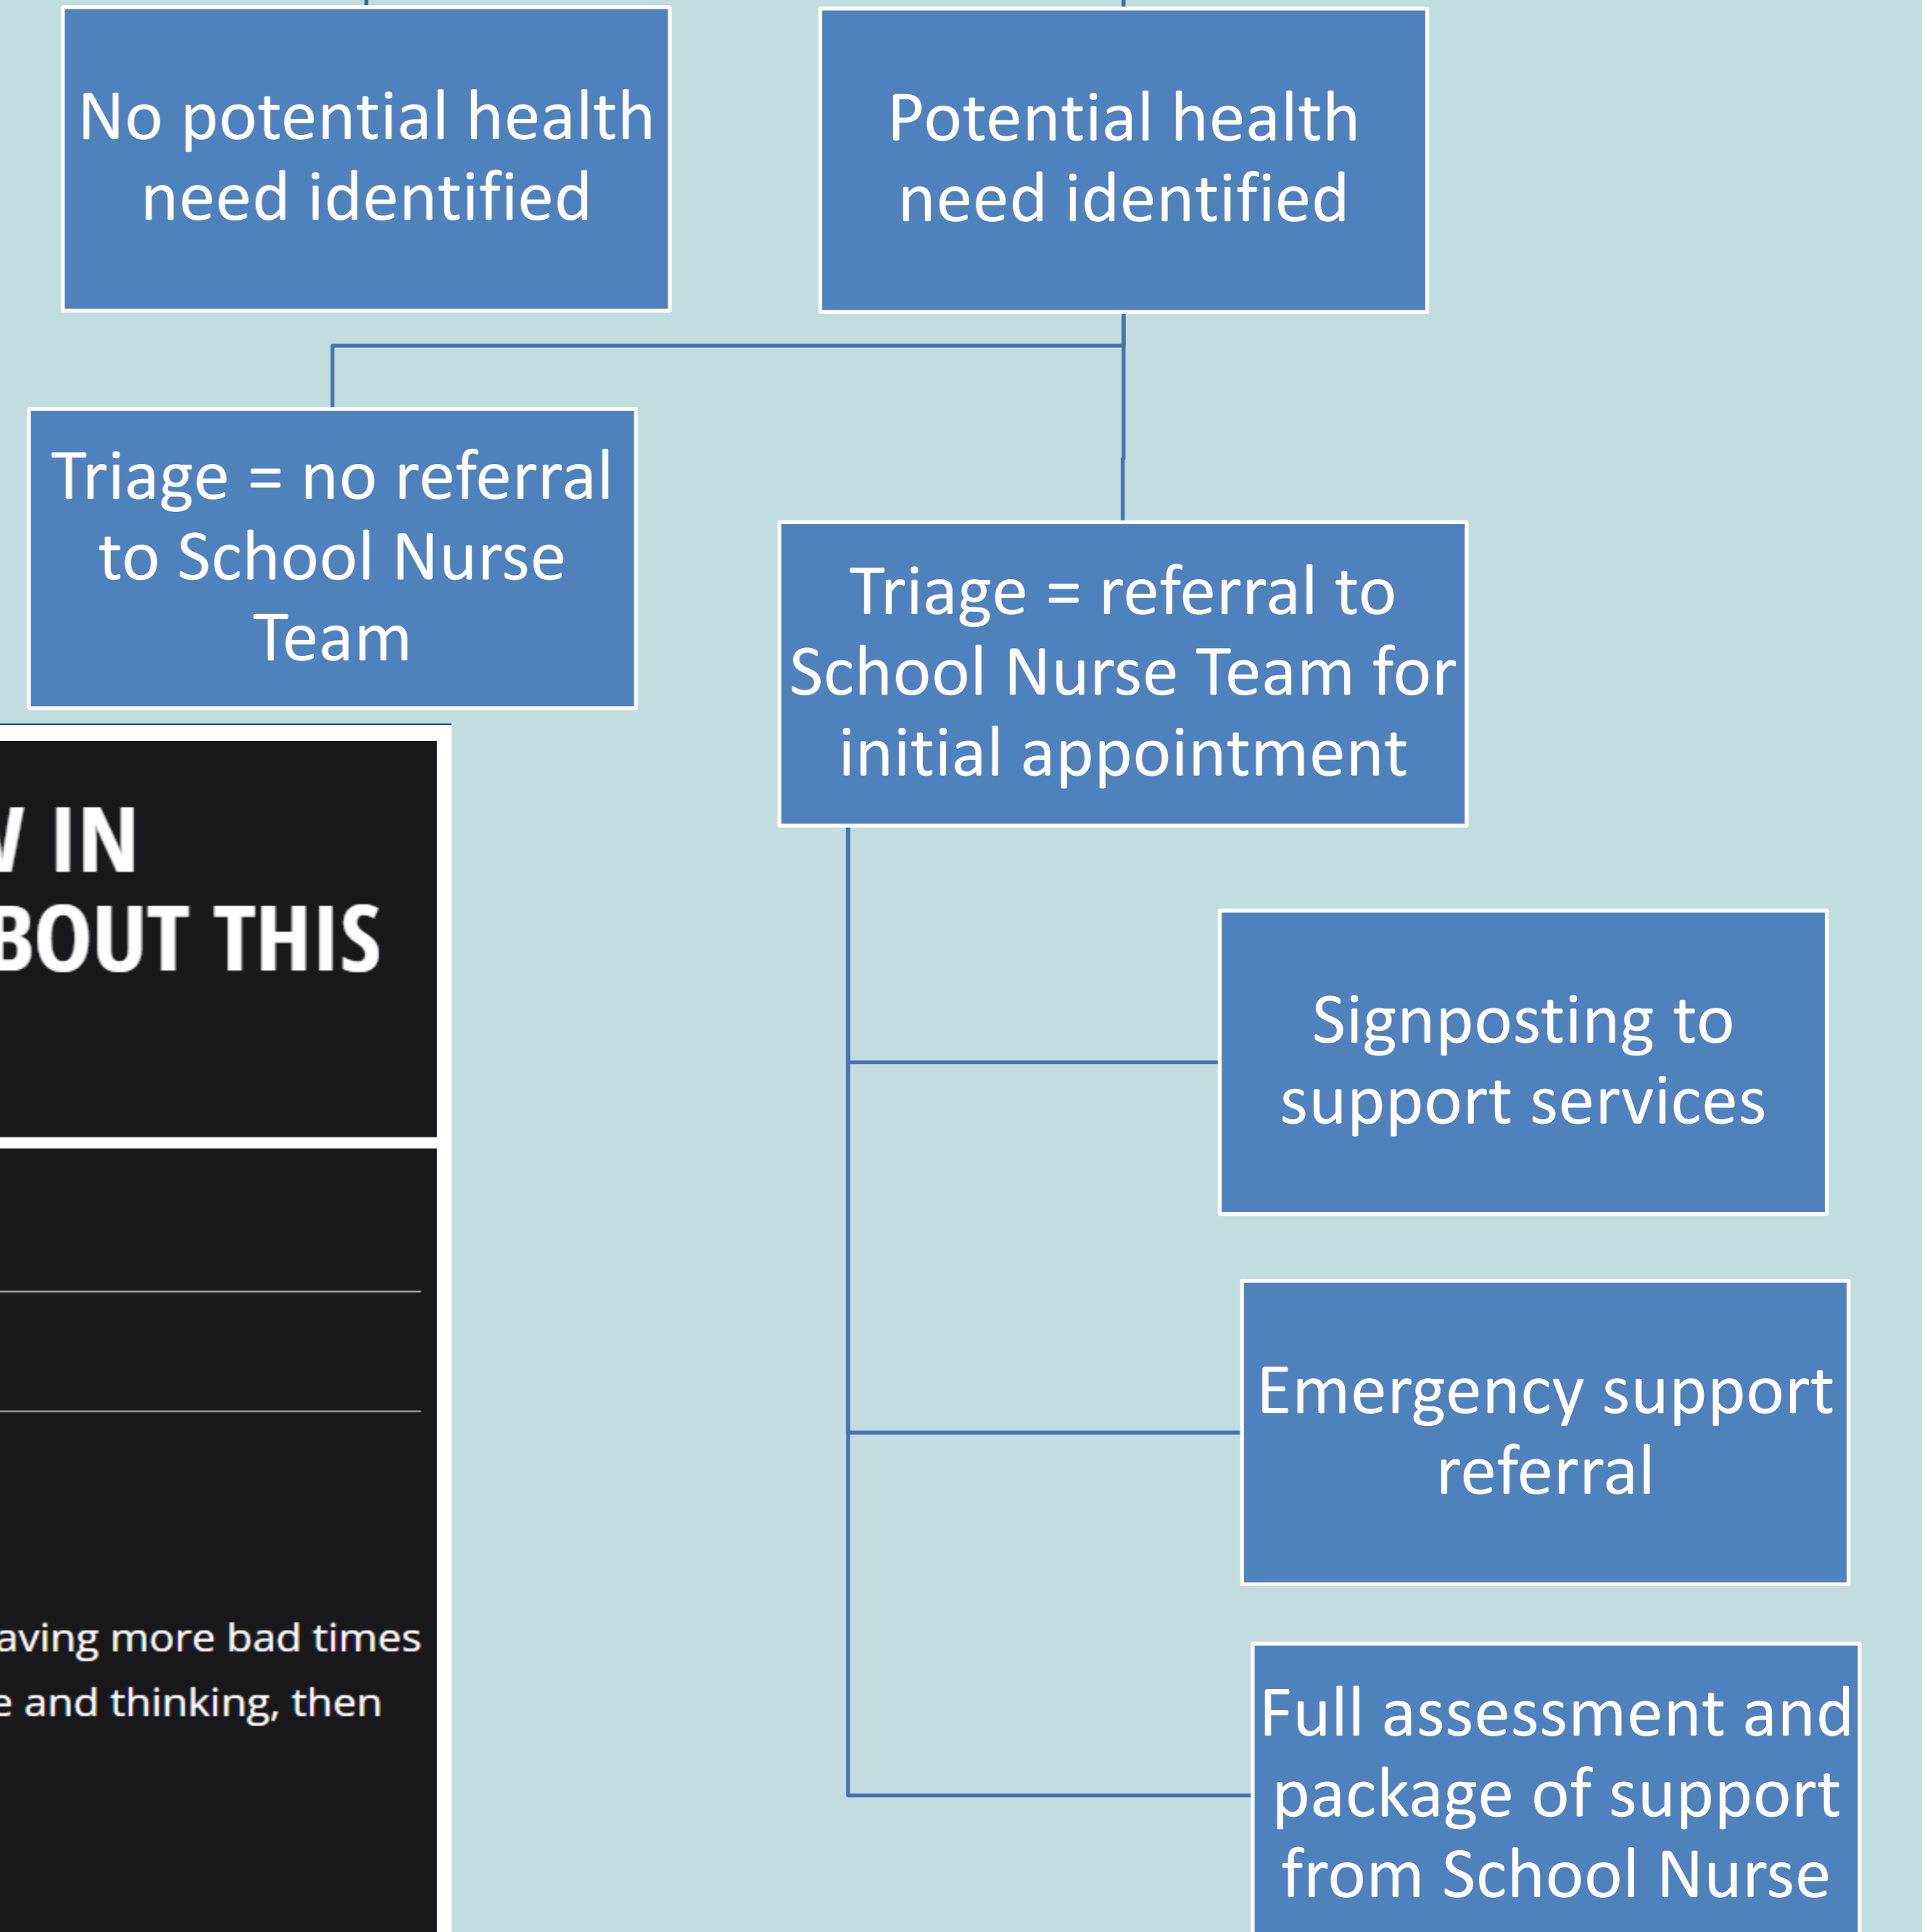 No potential health
need identified
Potential health
need identified
Triage = no referral
to School Nurse
Team
Triage = referral to
School Nurse Team for
initial appointment
IN
THIS
Signposting to
support services
Emergency support
referral
more bad times
and thinking, then
Full assessment and
package of support
from School Nurse